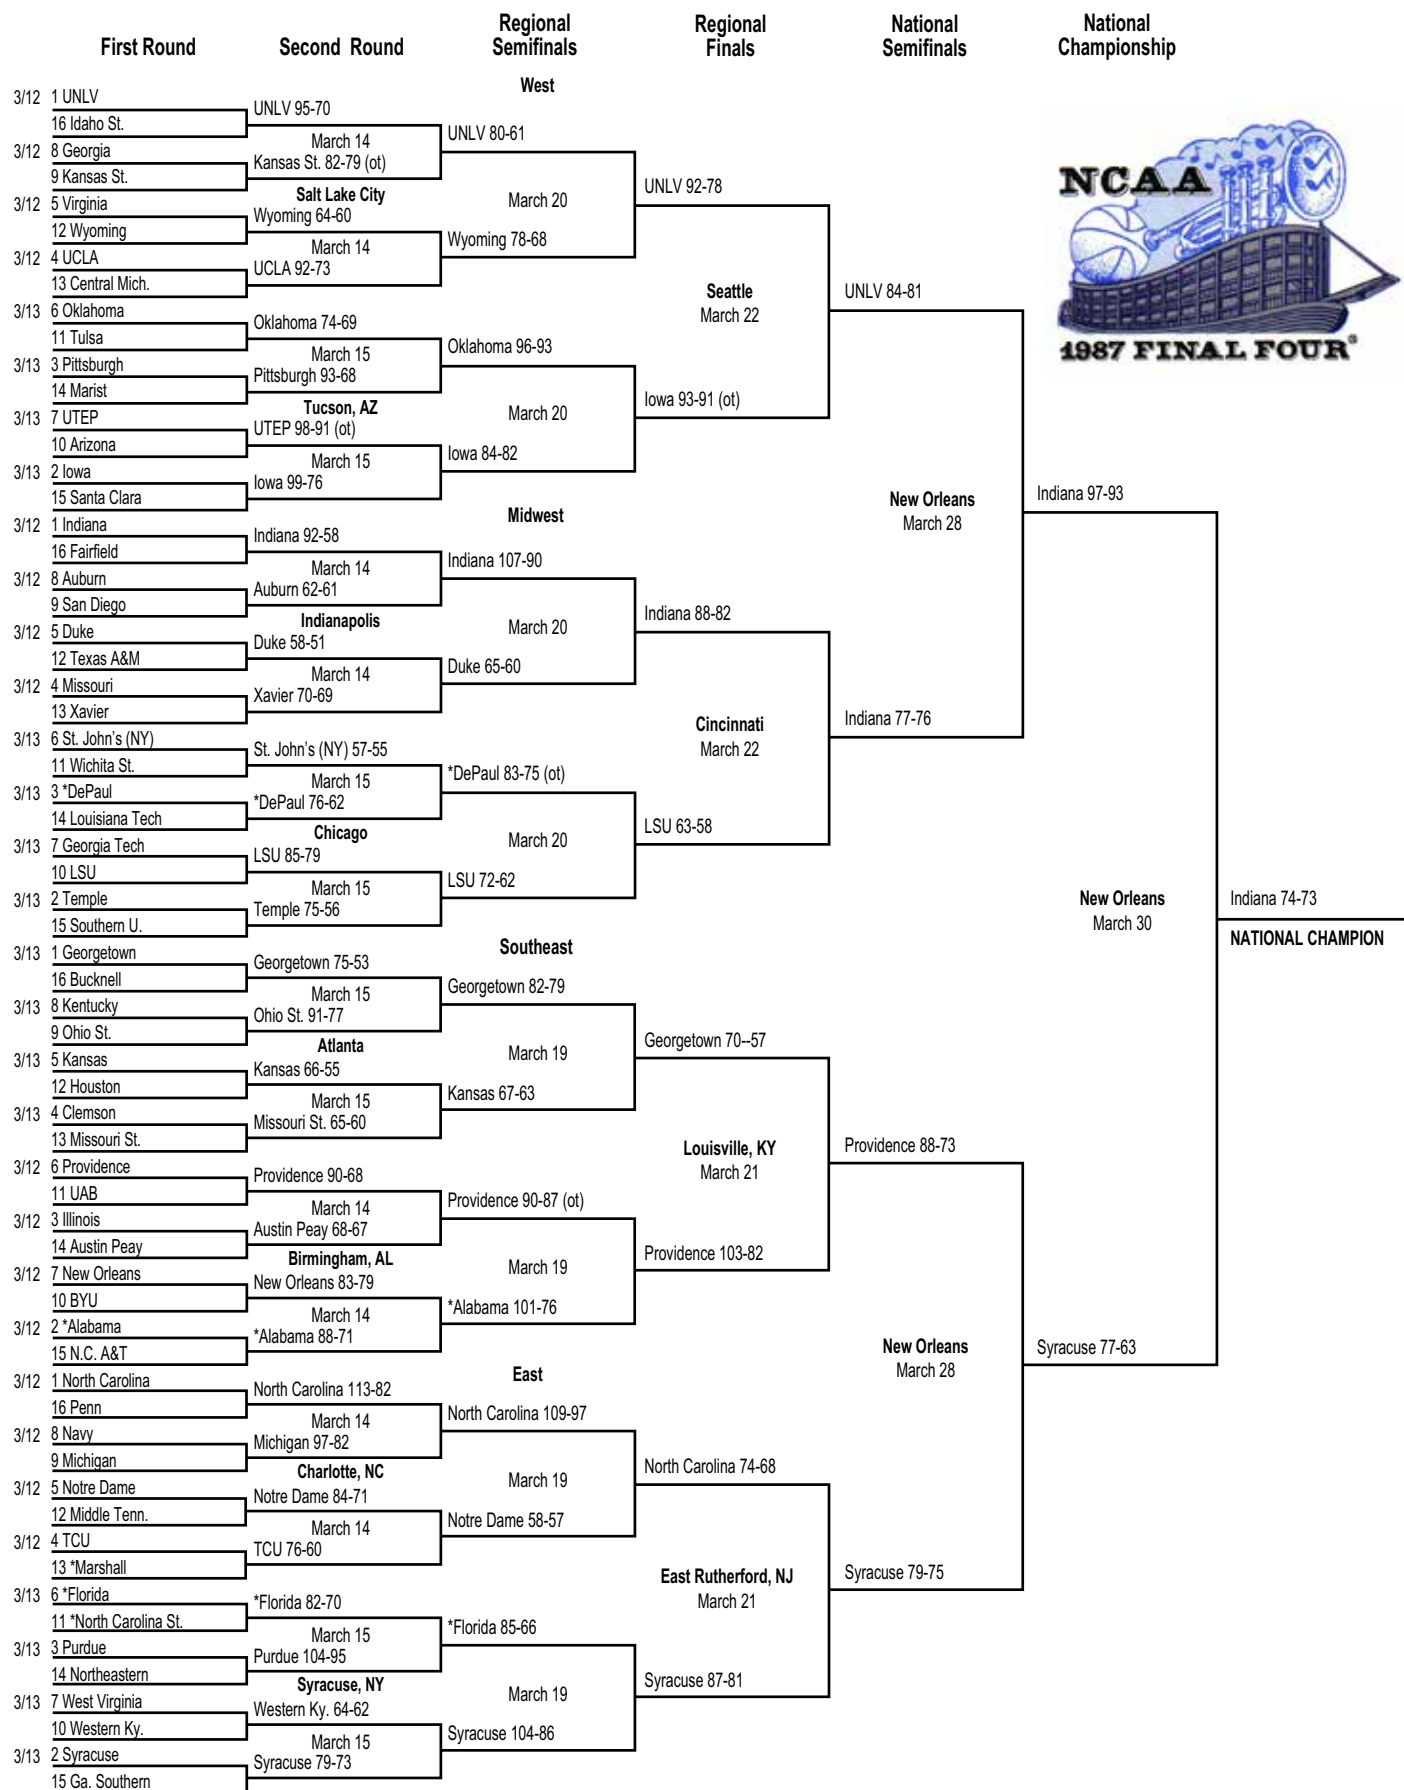 First Round
Second Round
Regional Semifinals
Regional Finals
National Semifinals
National Championship
West
3/12 1 UNLV
16 Idaho St.
3/12 8 Georgia
9 Kansas St.
3/12 5 Virginia
12 Wyoming
3/12 4 UCLA
13 Central Mich.
3/13 6 Oklahoma
11 Tulsa
3/13 3 Pittsburgh
14 Marist
3/13 7 UTEP
10 Arizona
3/13 2 Iowa
15 Santa Clara
UNLV 95-70
March 14
Kansas St. 82-79 (ot)
Salt Lake City
Wyoming 64-60
March 14
UCLA 92-73
Oklahoma 74-69
March 15
Pittsburgh 93-68
Tucson, AZ
UTEP 98-91 (ot)
March 15
Iowa 99-76
UNLV 80-61
March 20
Wyoming 78-68
Oklahoma 96-93
March 20
Iowa 84-82
UNLV 92-78
Seattle
March 22
Iowa 93-91 (ot)
UNLV 84-81
Midwest
3/12 1 Indiana
16 Fairfield
3/12 8 Auburn
9 San Diego
3/12 5 Duke
12 Texas A&M
3/12 4 Missouri
13 Xavier
3/13 6 St. John's (NY)
11 Wichita St.
3/13 3 *DePaul
14 Louisiana Tech
3/13 7 Georgia Tech
10 LSU
3/13 2 Temple
15 Southern U.
Indiana 92-58
March 14
Auburn 62-61
Indianapolis
Duke 58-51
March 14
Xavier 70-69
St. John's (NY) 57-55
March 15
*DePaul 76-62
Chicago
LSU 85-79
March 15
Temple 75-56
Indiana 107-90
March 20
Duke 65-60
*DePaul 83-75 (ot)
March 20
LSU 72-62
Indiana 88-82
Cincinnati
March 22
LSU 63-58
Indiana 77-76
New Orleans
March 28
Indiana 97-93
Southeast
3/13 1 Georgetown
16 Bucknell
3/13 8 Kentucky
9 Ohio St.
3/13 5 Kansas
12 Houston
3/13 4 Clemson
13 Missouri St.
3/12 6 Providence
11 UAB
3/12 3 Illinois
14 Austin Peay
3/12 7 New Orleans
10 BYU
3/12 2 *Alabama
15 N.C. A&T
Georgetown 75-53
March 15
Ohio St. 91-77
Atlanta
Kansas 66-55
March 15
Missouri St. 65-60
Providence 90-68
March 14
Austin Peay 68-67
Birmingham, AL
New Orleans 83-79
March 14
*Alabama 88-71
Georgetown 82-79
March 19
Kansas 67-63
Providence 90-87 (ot)
March 19
*Alabama 101-76
Georgetown 70--57
Louisville, KY
March 21
Providence 103-82
Providence 88-73
East
3/12 1 North Carolina
16 Penn
3/12 8 Navy
9 Michigan
3/12 5 Notre Dame
12 Middle Tenn.
3/12 4 TCU
13 *Marshall
3/13 6 *Florida
11 *North Carolina St.
3/13 3 Purdue
14 Northeastern
3/13 7 West Virginia
10 Western Ky.
3/13 2 Syracuse
15 Ga. Southern
North Carolina 113-82
March 14
Michigan 97-82
Charlotte, NC
Notre Dame 84-71
March 14
TCU 76-60
*Florida 82-70
March 15
Purdue 104-95
Syracuse, NY
Western Ky. 64-62
March 15
Syracuse 79-73
North Carolina 109-97
March 19
Notre Dame 58-57
*Florida 85-66
March 19
Syracuse 104-86
North Carolina 74-68
East Rutherford, NJ
March 21
Syracuse 87-81
Syracuse 79-75
New Orleans
March 28
Syracuse 77-63
New Orleans
March 30
Indiana 74-73
NATIONAL CHAMPION
NCAA
1987 FINAL FOUR®